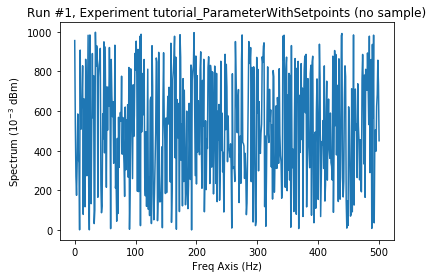 Run #1, Experiment tutorial_ParameterWithSetpoints (no sample)
1000
800
600
400
200
0
Spectrum (10⁻³ dBm)
0 100 200 300 400 500
Freq Axis (Hz)